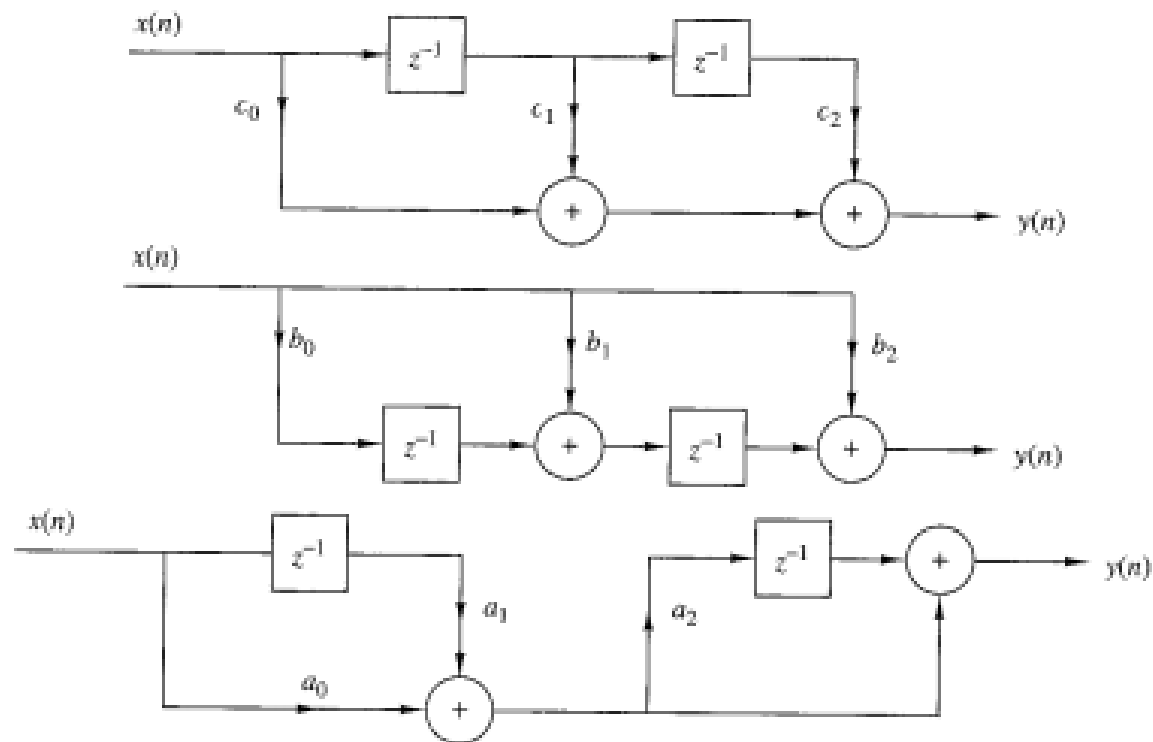 x(n)
z⁻¹
z⁻¹
c₀
c₁
c₂
+
+
y(n)
x(n)
b₀
b₁
b₂
z⁻¹
+
z⁻¹
+
y(n)
x(n)
z⁻¹
z⁻¹
+
y(n)
a₁
a₂
a₀
+